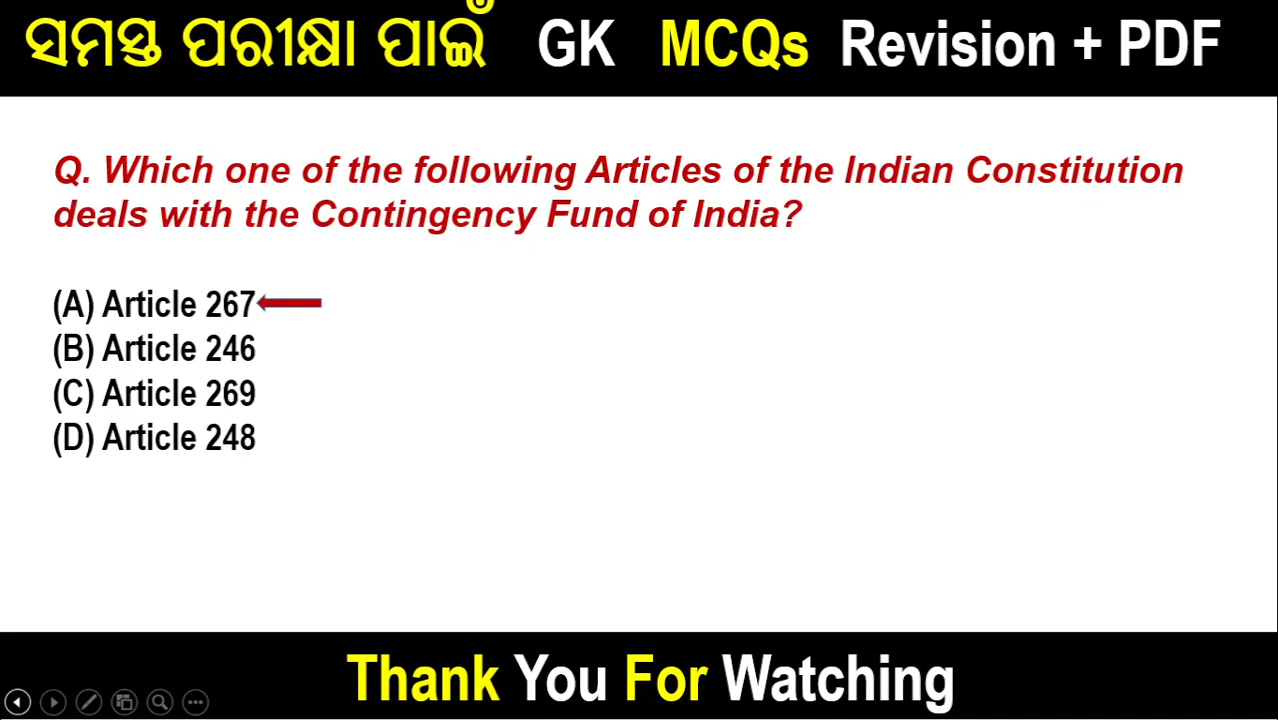 ସମସ୍ତ ପରୀକ୍ଷା ପାଇଁ GK MCQs Revision + PDF
Q. Which one of the following Articles of the Indian Constitution
deals with the Contingency Fund of India?
(A) Article 267
(B) Article 246
(C) Article 269
(D) Article 248
Thank You For Watching